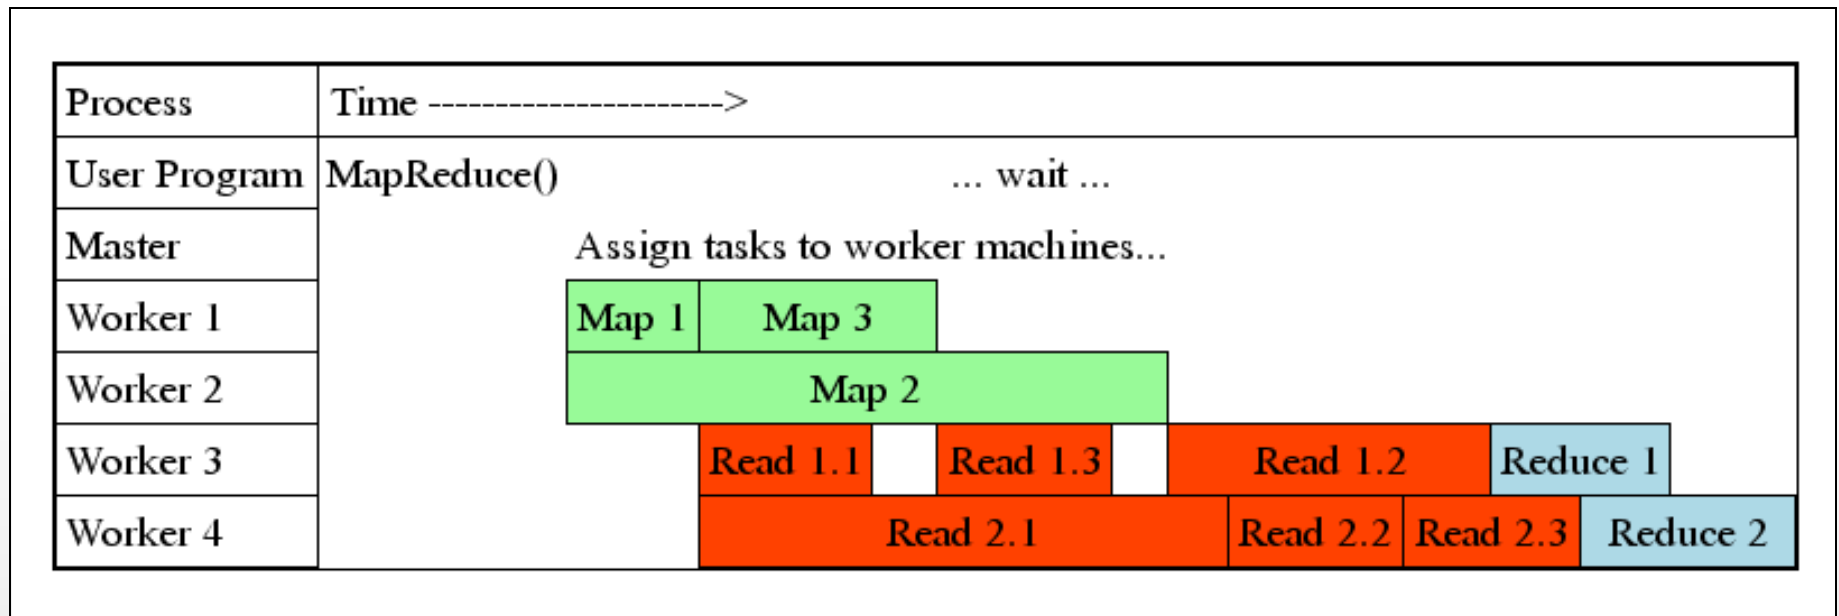 Process Time ---------------------->
User Program MapReduce() ... wait ...
Master Assign tasks to worker machines...
Worker 1 Map 1 Map 3
Worker 2 Map 2
Worker 3 Read 1.1 Read 1.3 Read 1.2 Reduce 1
Worker 4 Read 2.1 Read 2.2 Read 2.3 Reduce 2